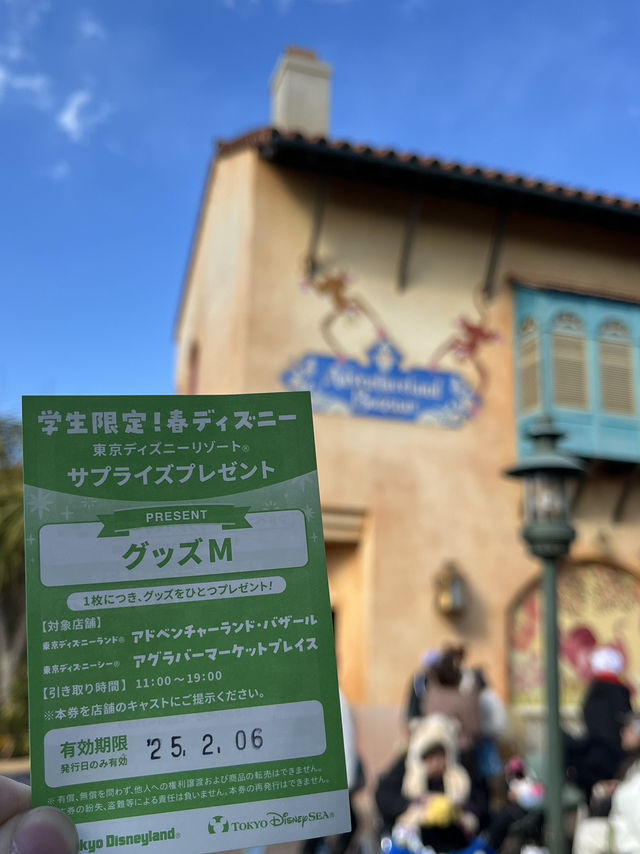 Adventureland
Bazaar
学生限定！春ディズニー
東京ディズニーリゾート®
サプライズプレゼント
PRESENT
グッズM
1枚につき、グッズをひとつプレゼント！
【対象店舗】
東京ディズニーランド® アドベンチャーランド・バザール
東京ディズニーシー® アグラバーマーケットプレイス
【引き取り時間】 11:00～19:00
※本券を店舗のキャストにご提示ください。
有効期限
発行日のみ有効
'25. 2. 06
※有償、無償を問わず、他人への権利譲渡および商品の転売はできません。
本券の紛失、盗難等による責任は負いません。本券の再発行はできません。
kyo Disneyland®
TOKYO DisneySEA®